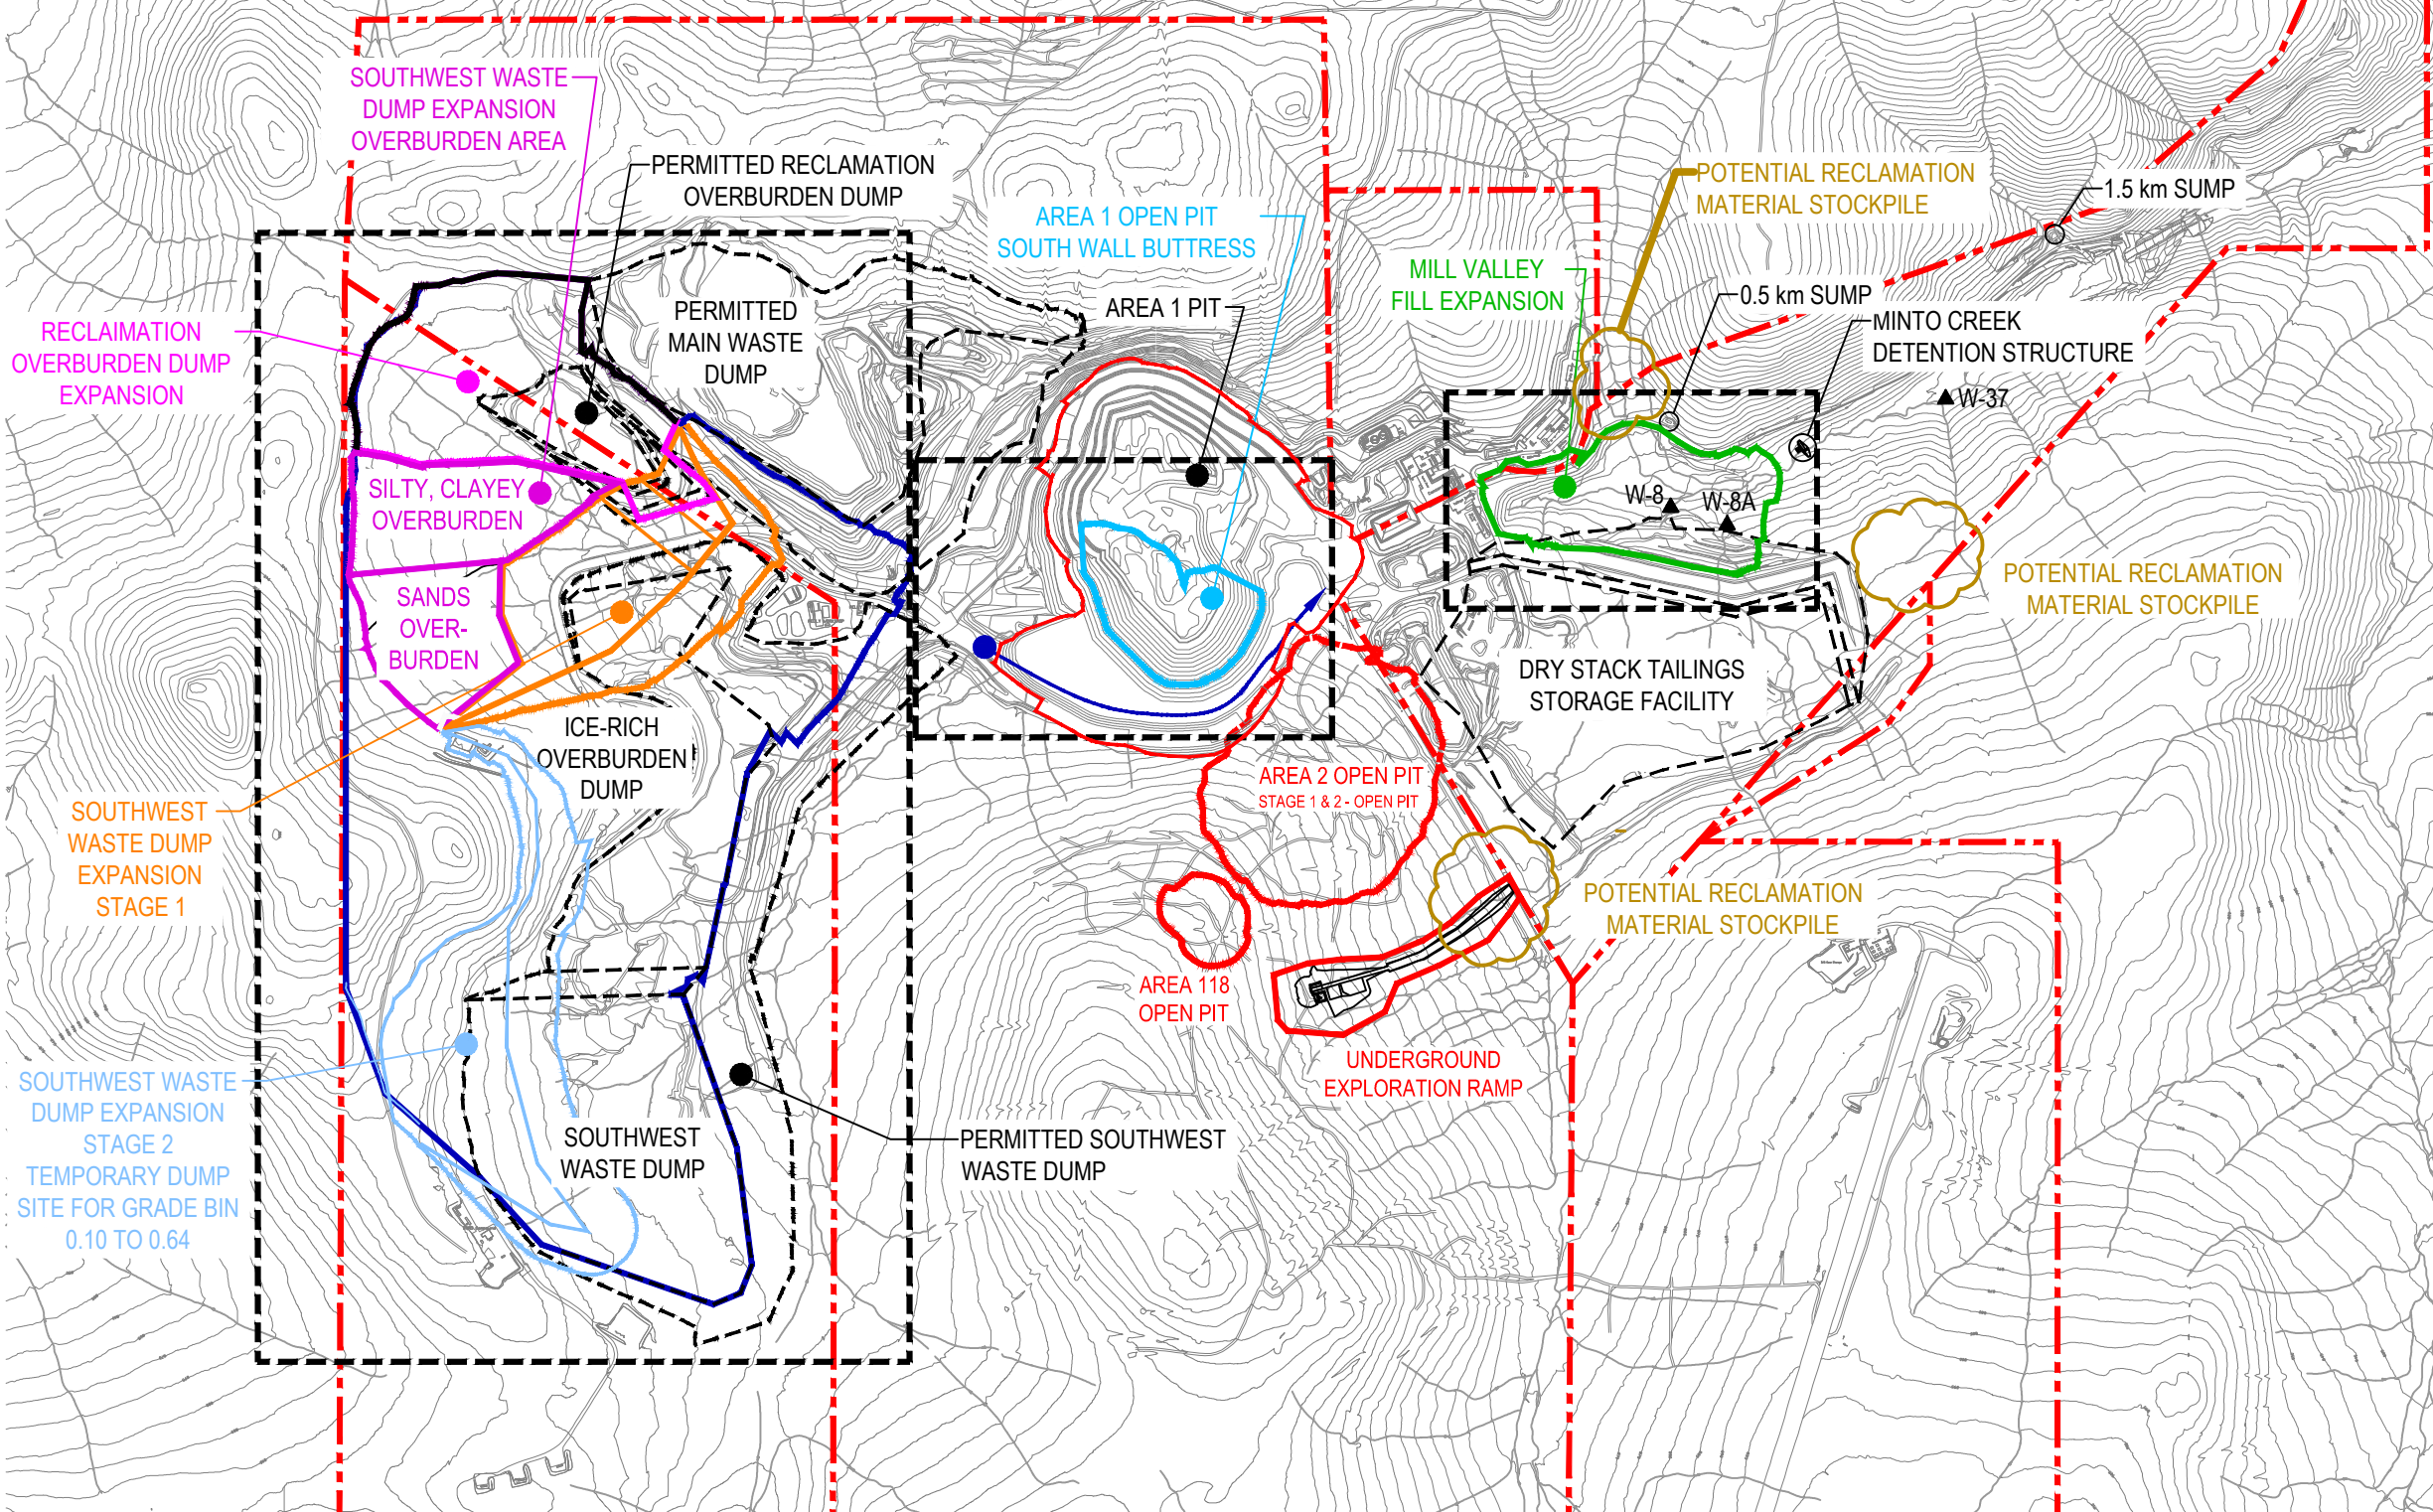 SOUTHWEST WASTE
DUMP EXPANSION
OVERBURDEN AREA
PERMITTED RECLAMATION
OVERBURDEN DUMP
AREA 1 OPEN PIT
SOUTH WALL BUTTRESS
POTENTIAL RECLAMATION
MATERIAL STOCKPILE
1.5 km SUMP
MILL VALLEY
FILL EXPANSION
0.5 km SUMP
MINTO CREEK
DETENTION STRUCTURE
AREA 1 PIT
PERMITTED
MAIN WASTE
DUMP
RECLAIMATION
OVERBURDEN DUMP
EXPANSION
W-37
SILTY, CLAYEY
OVERBURDEN
W-8
W-8A
SANDS
OVER-
BURDEN
POTENTIAL RECLAMATION
MATERIAL STOCKPILE
DRY STACK TAILINGS
STORAGE FACILITY
ICE-RICH
OVERBURDEN
DUMP
AREA 2 OPEN PIT
STAGE 1 & 2 - OPEN PIT
SOUTHWEST
WASTE DUMP
EXPANSION
STAGE 1
POTENTIAL RECLAMATION
MATERIAL STOCKPILE
AREA 118
OPEN PIT
UNDERGROUND
EXPLORATION RAMP
SOUTHWEST WASTE
DUMP EXPANSION
STAGE 2
TEMPORARY DUMP
SITE FOR GRADE BIN
0.10 TO 0.64
SOUTHWEST
WASTE DUMP
PERMITTED SOUTHWEST
WASTE DUMP